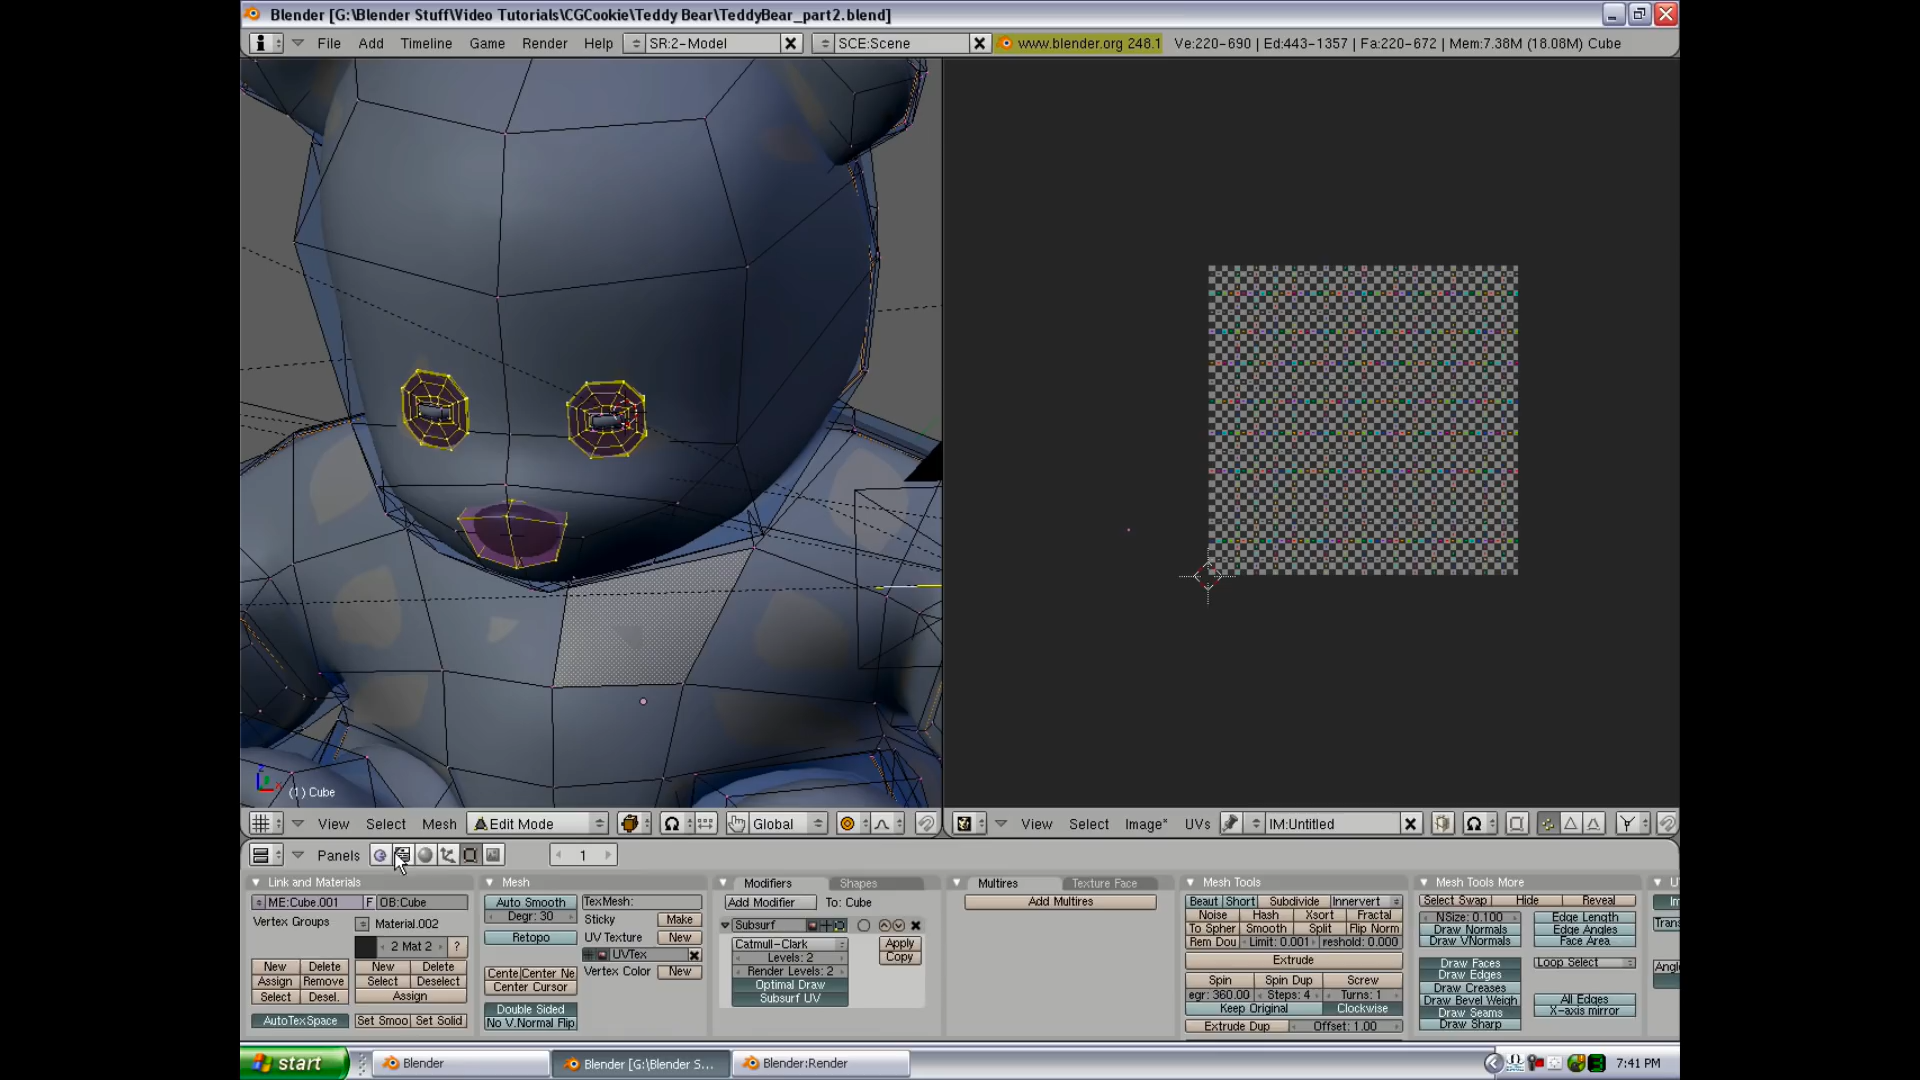 Blender [G:\Blender Stuff\Video Tutorials\CGCookie\Teddy Bear\TeddyBear_part2.blend]
File Add Timeline Game Render Help SR:2-Model SCE:Scene www.blender.org 248.1 Ve:220-690 | Ed:443-1357 | Fa:220-672 | Mem:7.38M (18.08M) Cube
(1) Cube
View Select Mesh Edit Mode Global
View Select Image* UVs IM:Untitled
Panels 1
Link and Materials
ME:Cube.001 F OB:Cube
Vertex Groups Material.002
2 Mat 2 ?
New Delete New Delete
Assign Remove Select Deselect
Select Desel. Assign
AutoTexSpace Set Smoo Set Solid
Mesh
Auto Smooth TexMesh:
Degr: 30 Sticky Make
Retopo UV Texture New
UVTex
Cente Center Ne Vertex Color New
Center Cursor
Double Sided
No V.Normal Flip
Modifiers Shapes
Add Modifier To: Cube
Subsurf
Catmull-Clark Apply
Levels: 2 Copy
Render Levels: 2
Optimal Draw
Subsurf UV
Multires Texture Face
Add Multires
Mesh Tools
Beaut Short Subdivide Innervert
Noise Hash Xsort Fractal
To Spher Smooth Split Flip Norm
Rem Dou Limit: 0.001 reshold: 0.000
Extrude
Spin Spin Dup Screw
egr: 360.00 Steps: 4 Turns: 1
Keep Original Clockwise
Extrude Dup Offset: 1.00
Mesh Tools More
Select Swap Hide Reveal
NSize: 0.100 Edge Length
Draw Normals Edge Angles
Draw VNormals Face Area
Draw Faces Loop Select
Draw Edges
Draw Creases
Draw Bevel Weigh All Edges
Draw Seams X-axis mirror
Draw Sharp
Trans
Angle
start Blender Blender [G:\Blender S... Blender:Render 7:41 PM